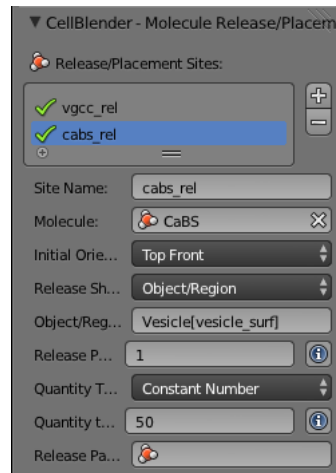 CellBlender - Molecule Release/Placem
Release/Placement Sites:
vgcc_rel
cabs_rel
Site Name: cabs_rel
Molecule: CaBS
Initial Orie... Top Front
Release Sh... Object/Region
Object/Reg... Vesicle[vesicle_surf]
Release P... 1
Quantity T... Constant Number
Quantity t... 50
Release Pa...